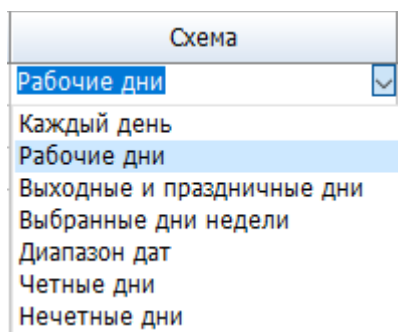 Схема
Рабочие дни
Каждый день
Рабочие дни
Выходные и праздничные дни
Выбранные дни недели
Диапазон дат
Четные дни
Нечетные дни